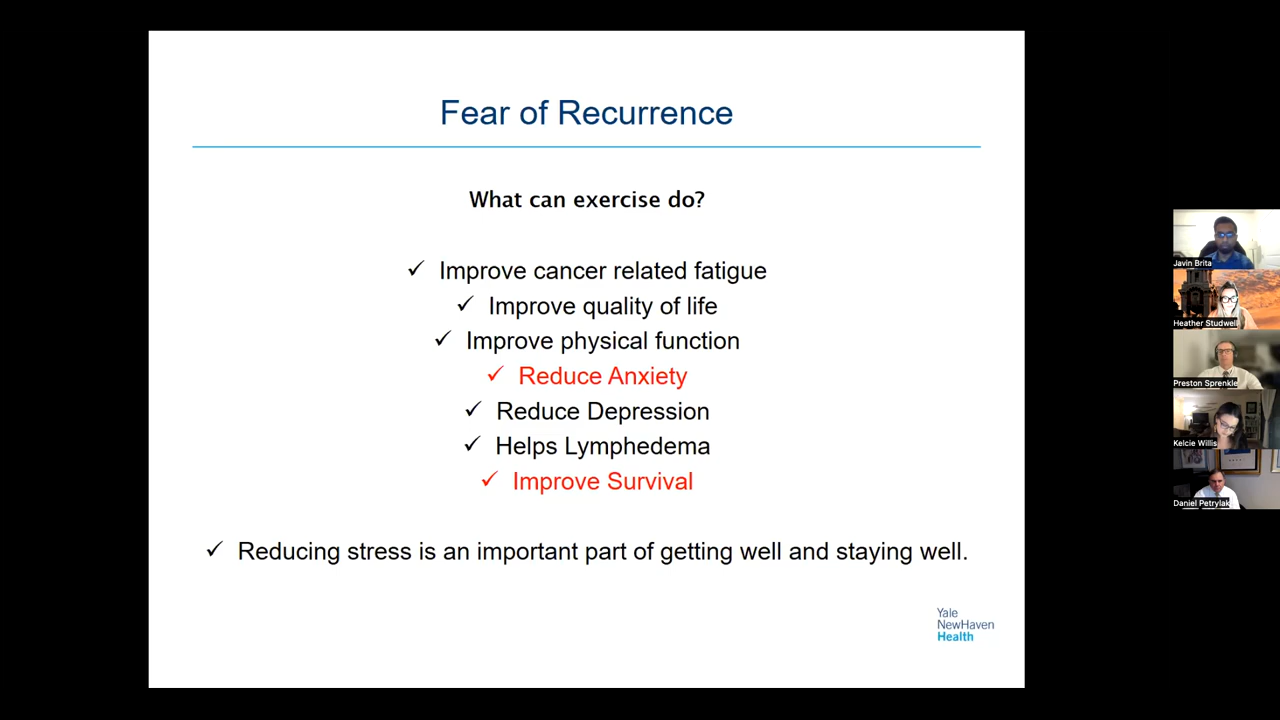 Fear of Recurrence
What can exercise do?
✓ Improve cancer related fatigue
✓ Improve quality of life
✓ Improve physical function
✓ Reduce Anxiety
✓ Reduce Depression
✓ Helps Lymphedema
✓ Improve Survival
✓ Reducing stress is an important part of getting well and staying well.
Yale
NewHaven
Health
Javin Brita
Heather Studwell
Preston Sprenkle
Kelcie Willis
Daniel Petrylak